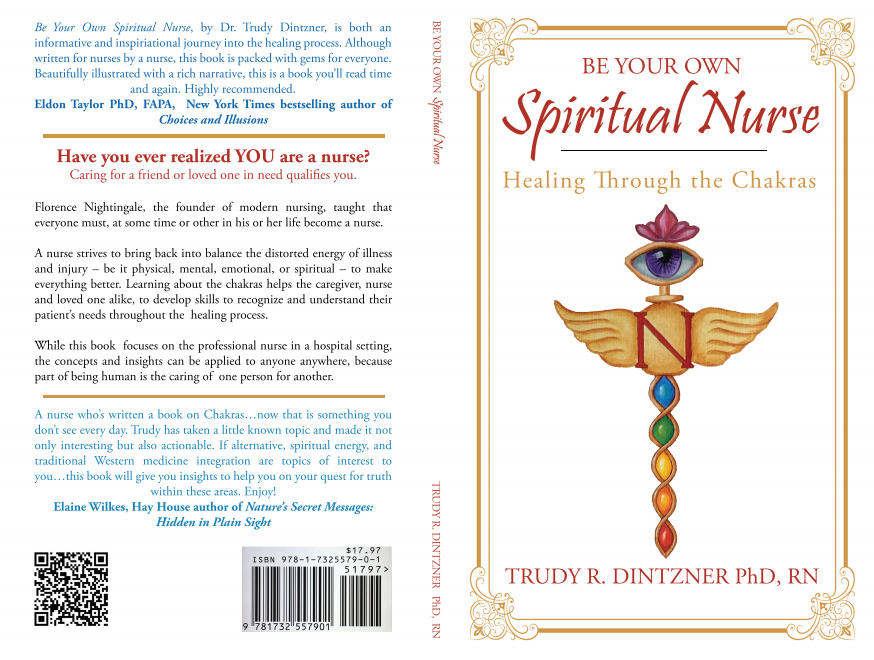 Be Your Own Spiritual Nurse, by Dr. Trudy Dintzner, is both an
informative and inspiriational journey into the healing process. Although
written for nurses by a nurse, this book is packed with gems for everyone.
Beautifully illustrated with a rich narrative, this is a book you'll read time
and again. Highly recommended.
Eldon Taylor PhD, FAPA, New York Times bestselling author of
Choices and Illusions
Have you ever realized YOU are a nurse?
Caring for a friend or loved one in need qualifies you.
Florence Nightingale, the founder of modern nursing, taught that
everyone must, at some time or other in his or her life become a nurse.
A nurse strives to bring back into balance the distorted energy of illness
and injury – be it physical, mental, emotional, or spiritual – to make
everything better. Learning about the chakras helps the caregiver, nurse
and loved one alike, to develop skills to recognize and understand their
patient's needs throughout the healing process.
While this book focuses on the professional nurse in a hospital setting,
the concepts and insights can be applied to anyone anywhere, because
part of being human is the caring of one person for another.
A nurse who's written a book on Chakras…now that is something you
don't see every day. Trudy has taken a little known topic and made it not
only interesting but also actionable. If alternative, spiritual energy, and
traditional Western medicine integration are topics of interest to
you…this book will give you insights to help you on your quest for truth
within these areas. Enjoy!
Elaine Wilkes, Hay House author of Nature's Secret Messages:
Hidden in Plain Sight
$17.97
ISBN 978-1-7325579-0-1
51797>
9 781732 557901
BE YOUR OWN Spiritual Nurse
TRUDY R. DINTZNER PhD, RN
BE YOUR OWN
Spiritual Nurse
Healing Through the Chakras
N
TRUDY R. DINTZNER PhD, RN